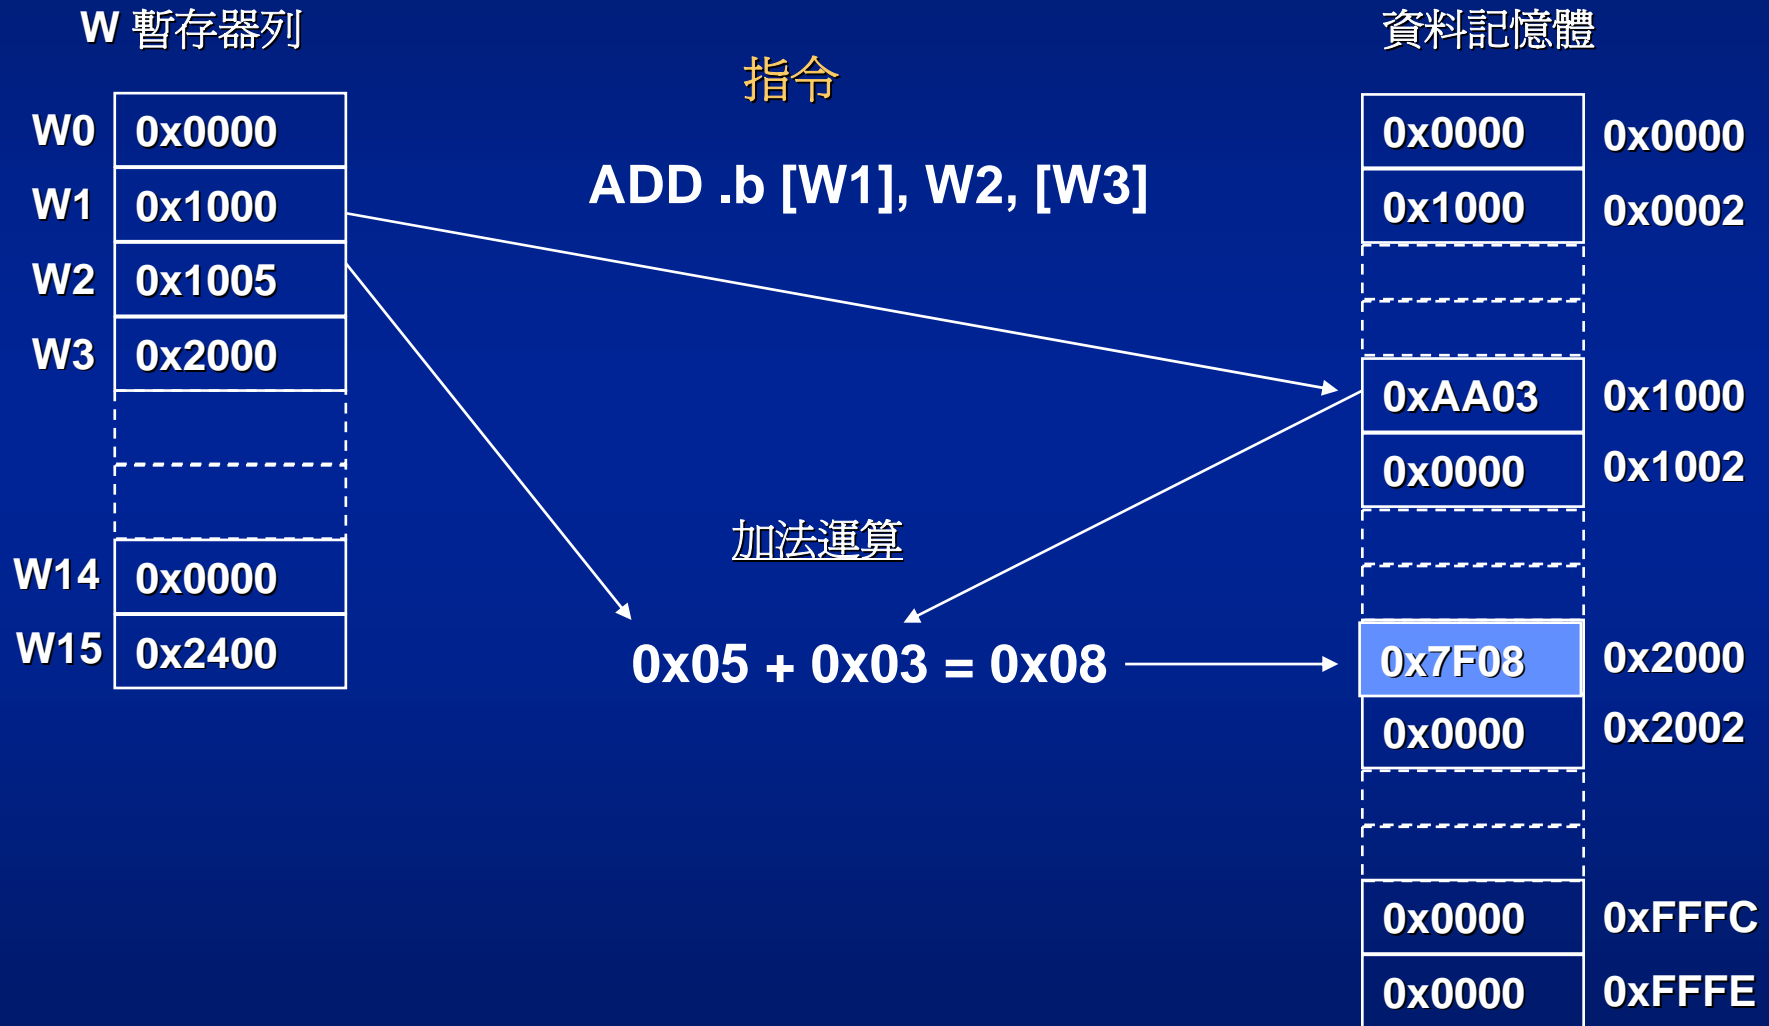 W 暫存器列
W0 0x0000
W1 0x1000
W2 0x1005
W3 0x2000
W14 0x0000
W15 0x2400
指令
ADD .b [W1], W2, [W3]
加法運算
0x05 + 0x03 = 0x08
資料記憶體
0x0000 0x0000
0x1000 0x0002
0xAA03 0x1000
0x0000 0x1002
0x7F08 0x2000
0x0000 0x2002
0x0000 0xFFFC
0x0000 0xFFFE